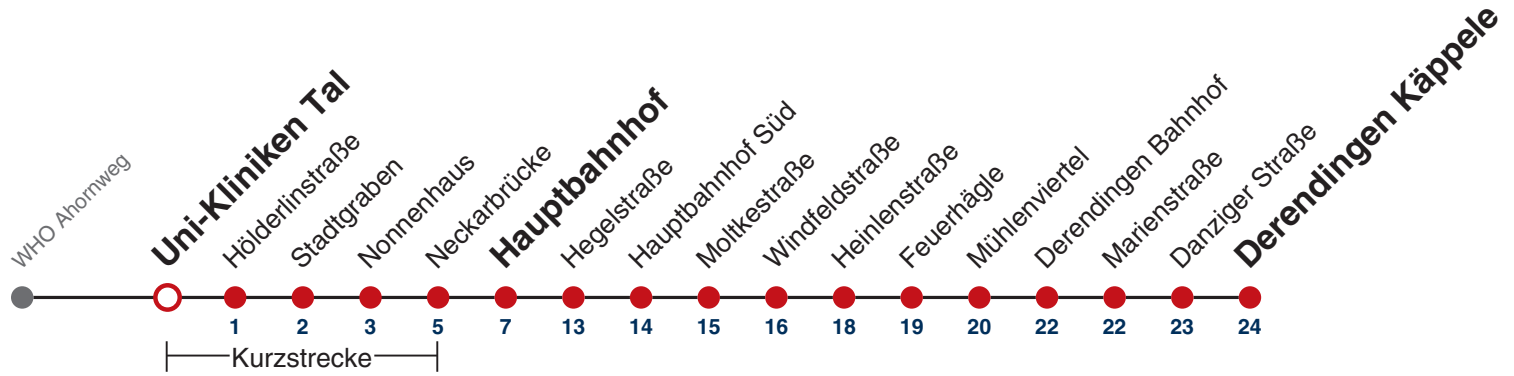 WHO Ahornweg
Uni-Kliniken Tal
Hölderlinstraße
Stadtgraben
Nonnenhaus
Neckarbrücke
Hauptbahnhof
Hegelstraße
Hauptbahnhof Süd
Moltkestraße
Windfeldstraße
Heinlenstraße
Feuerhägle
Mühlenviertel
Derendingen Bahnhof
Marienstraße
Danziger Straße
Derendingen Käppele
1 2 3 5 7 13 14 15 16 18 19 20 22 22 23 24
Kurzstrecke